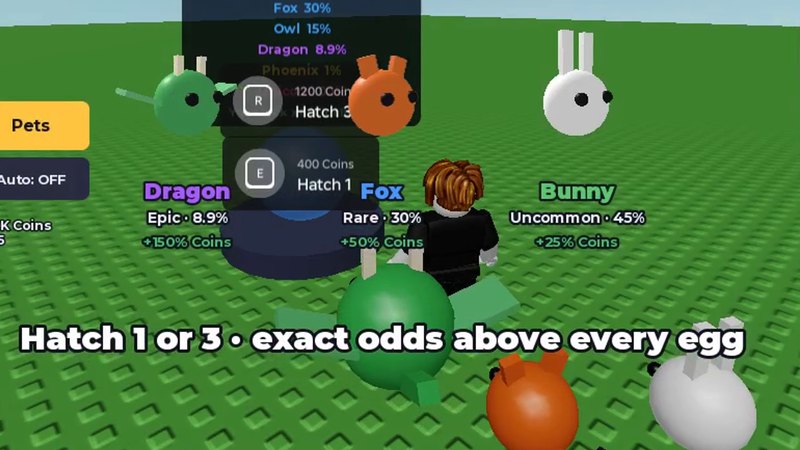 Fox 30%
Owl 15%
Dragon 8.9%
Phoenix 1%
R
1200 Coin
Hatch 3
Pets
E
400 Coins
Hatch 1
Auto: OFF
Dragon
Fox
Bunny
Epic · 8.9%
Rare · 30%
Uncommon · 45%
K Coins
+150% Coins
+50% Coins
+25% Coins
5
Hatch 1 or 3 • exact odds above every egg